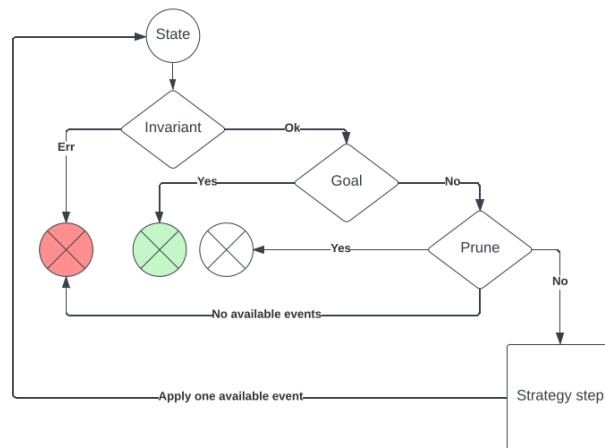 State
Invariant
Ok
Err
Goal
Yes
No
Prune
Yes
No
No available events
Apply one available event
Strategy step